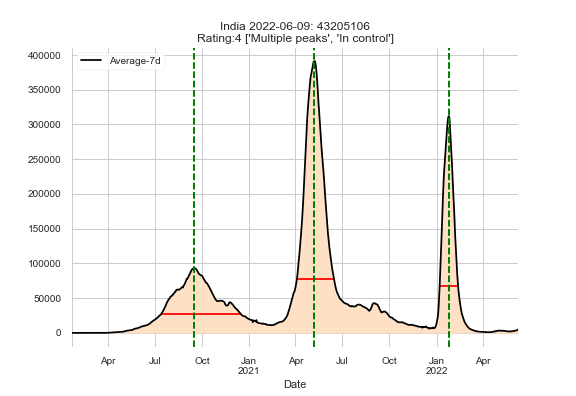 India 2022-06-09: 43205106
Rating:4 ['Multiple peaks', 'In control']
400000
350000
300000
250000
200000
150000
100000
50000
0
Average-7d
Apr
Jul
Oct
Jan
2021
Apr
Jul
Oct
Jan
2022
Apr
Date